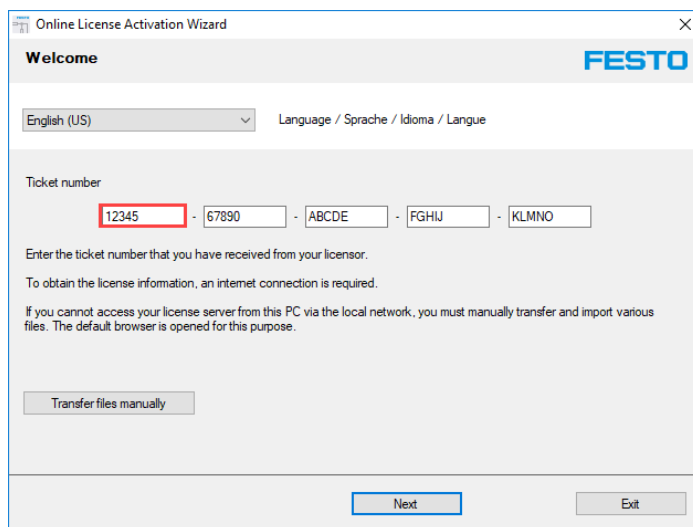 Online License Activation Wizard
Welcome
FESTO
English (US)
Language / Sprache / Idioma / Langue
Ticket number
12345 - 67890 - ABCDE - FGHIJ - KLMNO
Enter the ticket number that you have received from your licensor.
To obtain the license information, an internet connection is required.
If you cannot access your license server from this PC via the local network, you must manually transfer and import various
files. The default browser is opened for this purpose.
Transfer files manually
Next
Exit